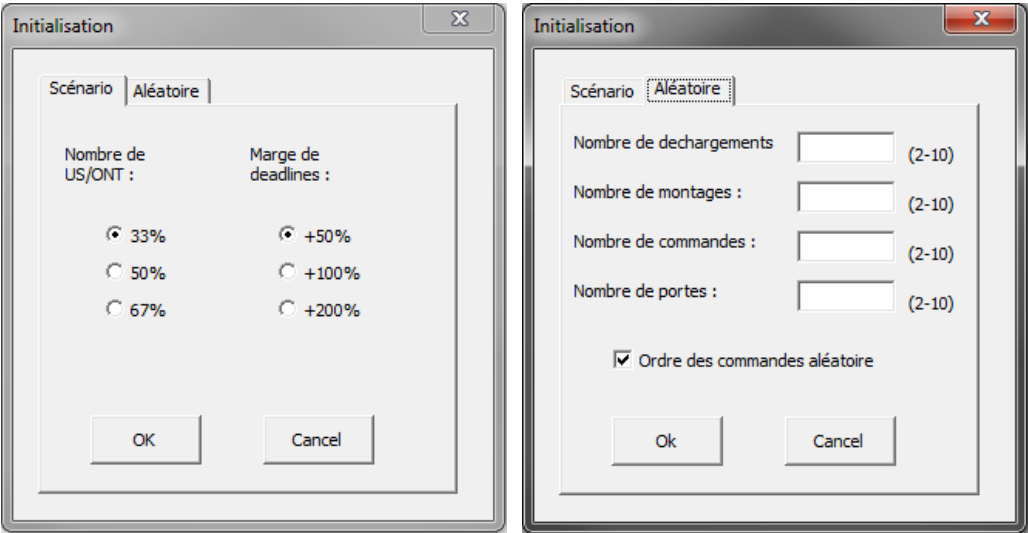 Initialisation
Scénario Aléatoire
Nombre de Marge de
US/ONT : deadlines :
33% +50%
50% +100%
67% +200%
OK Cancel
Initialisation
Scénario Aléatoire
Nombre de dechargements (2-10)
Nombre de montages : (2-10)
Nombre de commandes : (2-10)
Nombre de portes : (2-10)
Ordre des commandes aléatoire
Ok Cancel